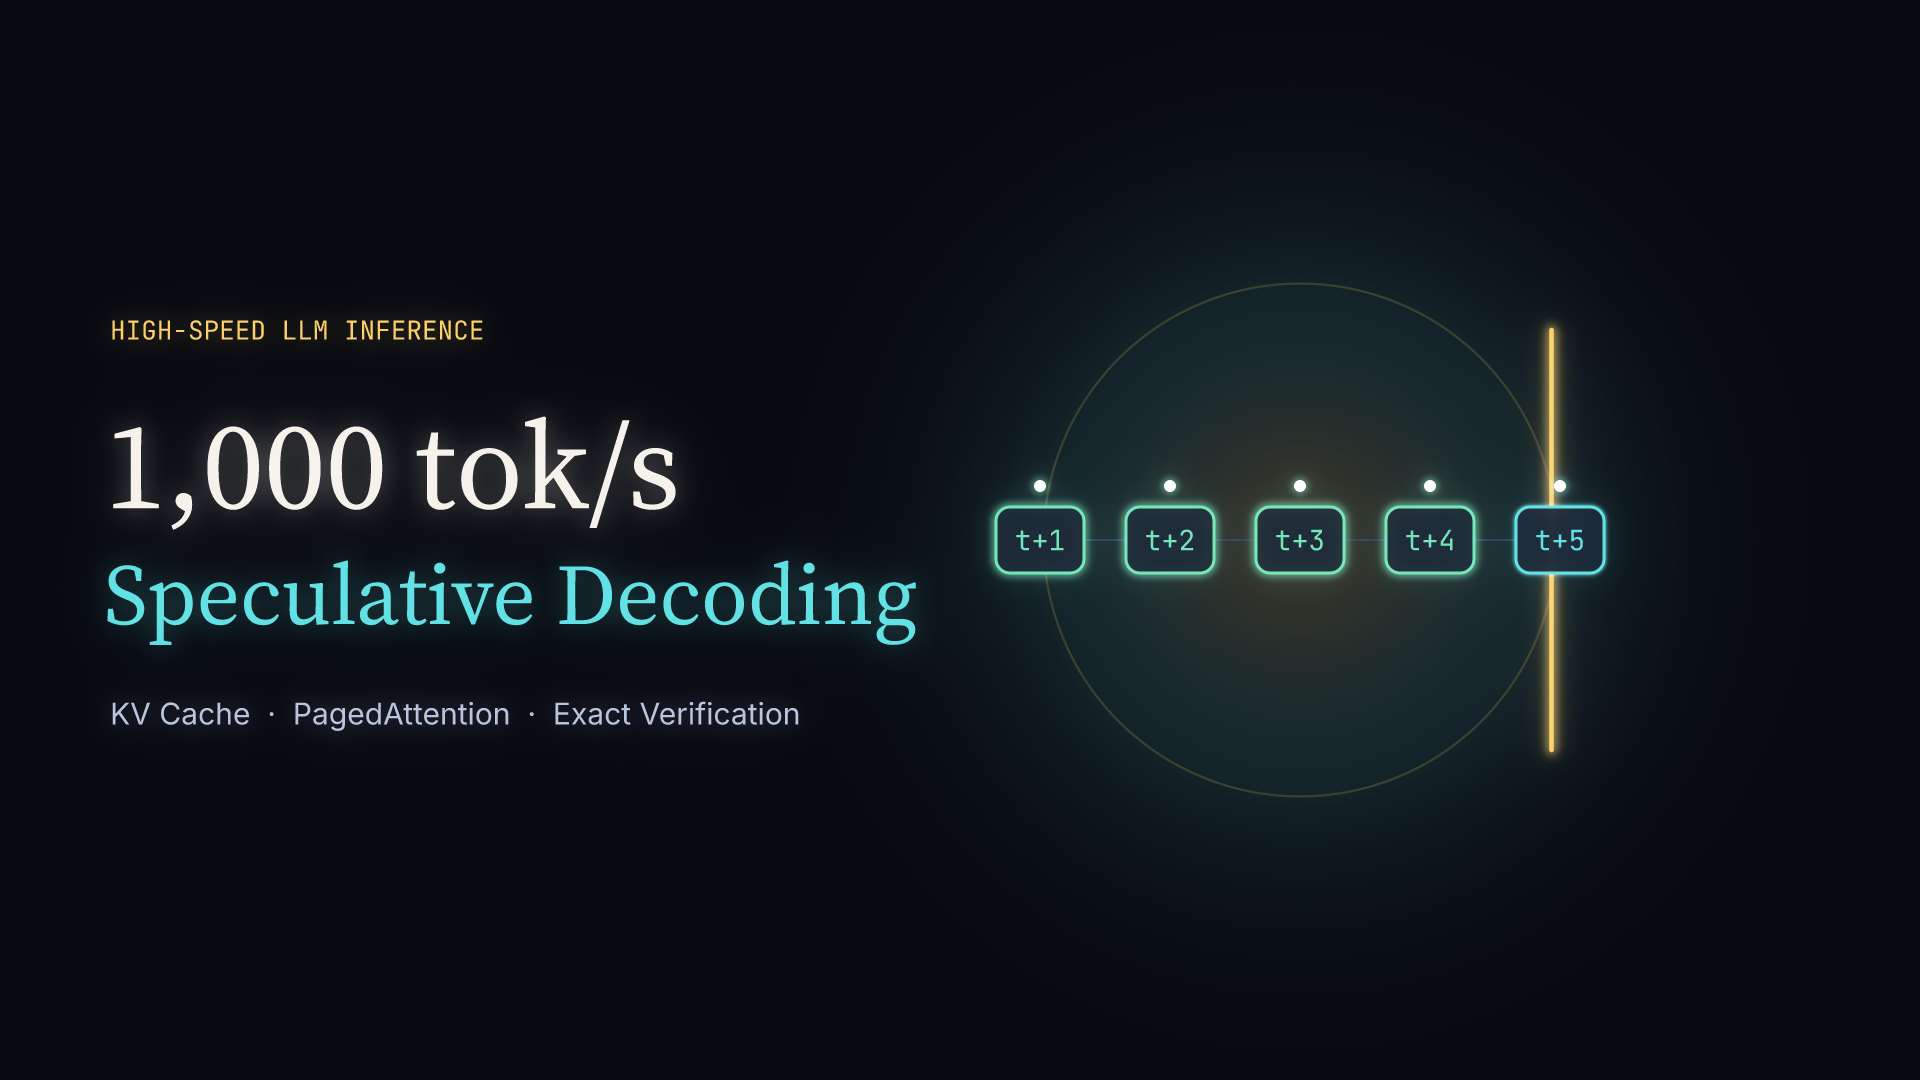 HIGH-SPEED LLM INFERENCE
1,000 tok/s
Speculative Decoding
KV Cache · PagedAttention · Exact Verification
t+1 t+2 t+3 t+4 t+5